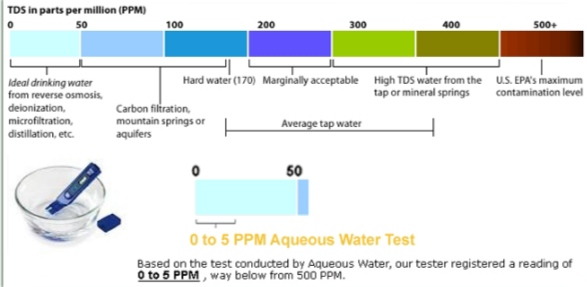 TDS in parts per million (PPM)
0 50 100 200 300 400 500+
Ideal drinking water
from reverse osmosis,
deionization,
microfiltration,
distillation, etc.
Carbon filtration,
mountain springs or
aquifers
Hard water (170)
Marginally acceptable
High TDS water from the
tap or mineral springs
U.S. EPA's maximum
contamination level
Average tap water
0 50
0 to 5 PPM Aqueous Water Test
Based on the test conducted by Aqueous Water, our tester registered a reading of
0 to 5 PPM , way below from 500 PPM.